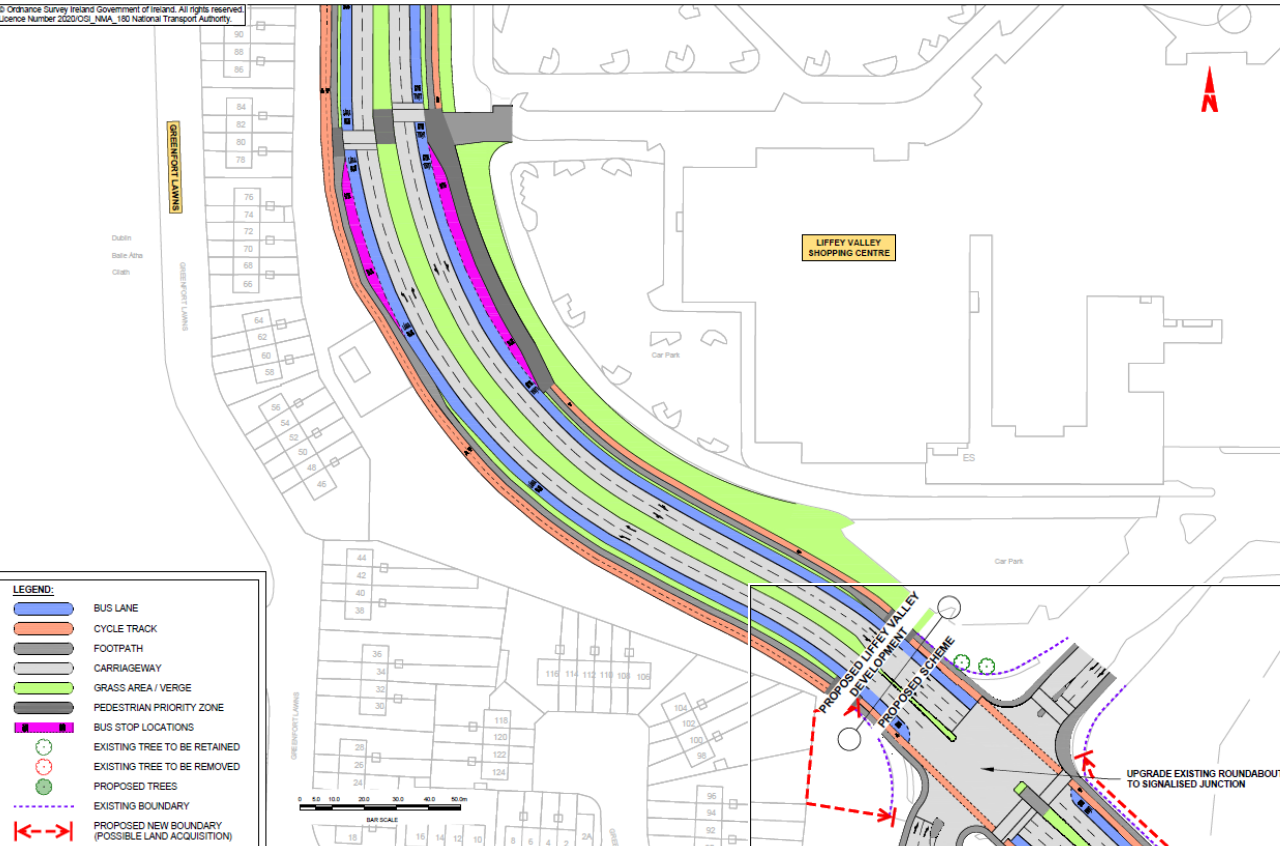 © Ordnance Survey Ireland Government of Ireland. All rights reserved.
Licence Number 2020/OSI_NMA_180 National Transport Authority.
90
88
86
84
82
80
78
GREENFORT LAWNS
N
76
74
72
70
68
66
Dublin
Baile Átha
Cliath
GREENFORT LAWNS
LIFFEY VALLEY
SHOPPING CENTRE
64
62
60
58
Car Park
56
54
52
50
48
46
ES
44
42
40
38
Car Park
36
34
32
30
116 114 112 110 108 106
104
102
100
98
118
120
122
124
28
26
24
GREENFORT LAWNS
PROPOSED LIFFEY VALLEY
DEVELOPMENT
PROPOSED SCHEME
UPGRADE EXISTING ROUNDABOUT
TO SIGNALISED JUNCTION
96
94
92
0 5.0 10.0 20.0 30.0 40.0 50.0m
BAR SCALE
18
16 14 12 10
8 6 4 2 2A
LEGEND:
BUS LANE
CYCLE TRACK
FOOTPATH
CARRIAGEWAY
GRASS AREA / VERGE
PEDESTRIAN PRIORITY ZONE
BUS STOP LOCATIONS
EXISTING TREE TO BE RETAINED
EXISTING TREE TO BE REMOVED
PROPOSED TREES
EXISTING BOUNDARY
PROPOSED NEW BOUNDARY
(POSSIBLE LAND ACQUISITION)